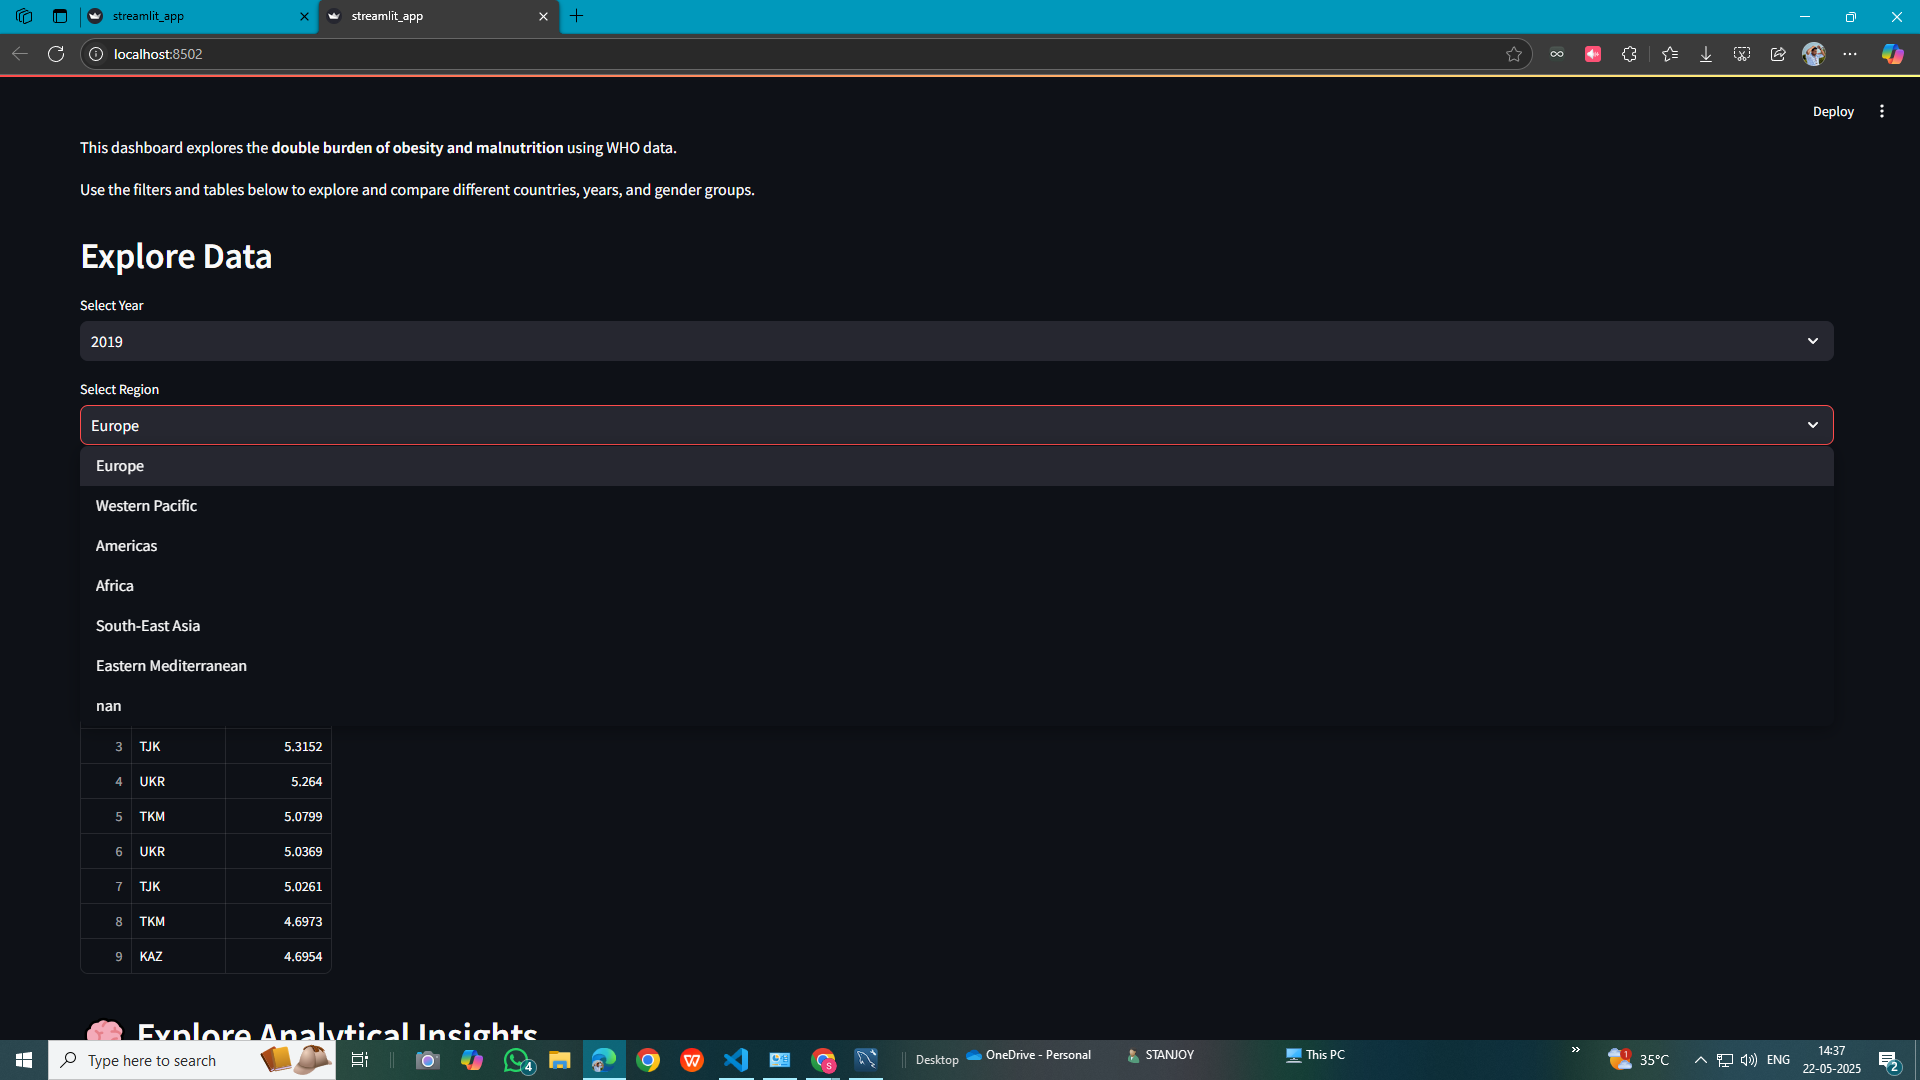 streamlit_app
streamlit_app
localhost:8502
Deploy
This dashboard explores the double burden of obesity and malnutrition using WHO data.
Use the filters and tables below to explore and compare different countries, years, and gender groups.
Explore Data
Select Year
2019
Select Region
Europe
Europe
Western Pacific
Americas
Africa
South-East Asia
Eastern Mediterranean
nan
3 TJK 5.3152
4 UKR 5.264
5 TKM 5.0799
6 UKR 5.0369
7 TJK 5.0261
8 TKM 4.6973
9 KAZ 4.6954
Explore Analytical Insights
Type here to search
4
Desktop
OneDrive - Personal
STANJOY
This PC
»
1
35°C
ENG
14:37
22-05-2025
2